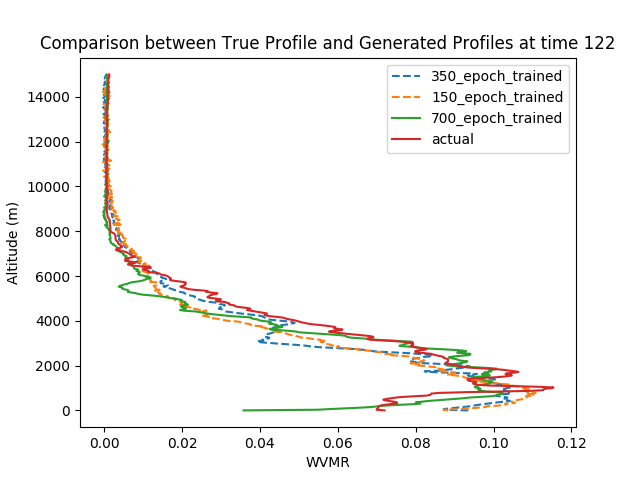 Comparison between True Profile and Generated Profiles at time 122
350_epoch_trained
150_epoch_trained
700_epoch_trained
actual
14000
12000
10000
8000
6000
4000
2000
0
Altitude (m)
0.00 0.02 0.04 0.06 0.08 0.10 0.12
WVMR